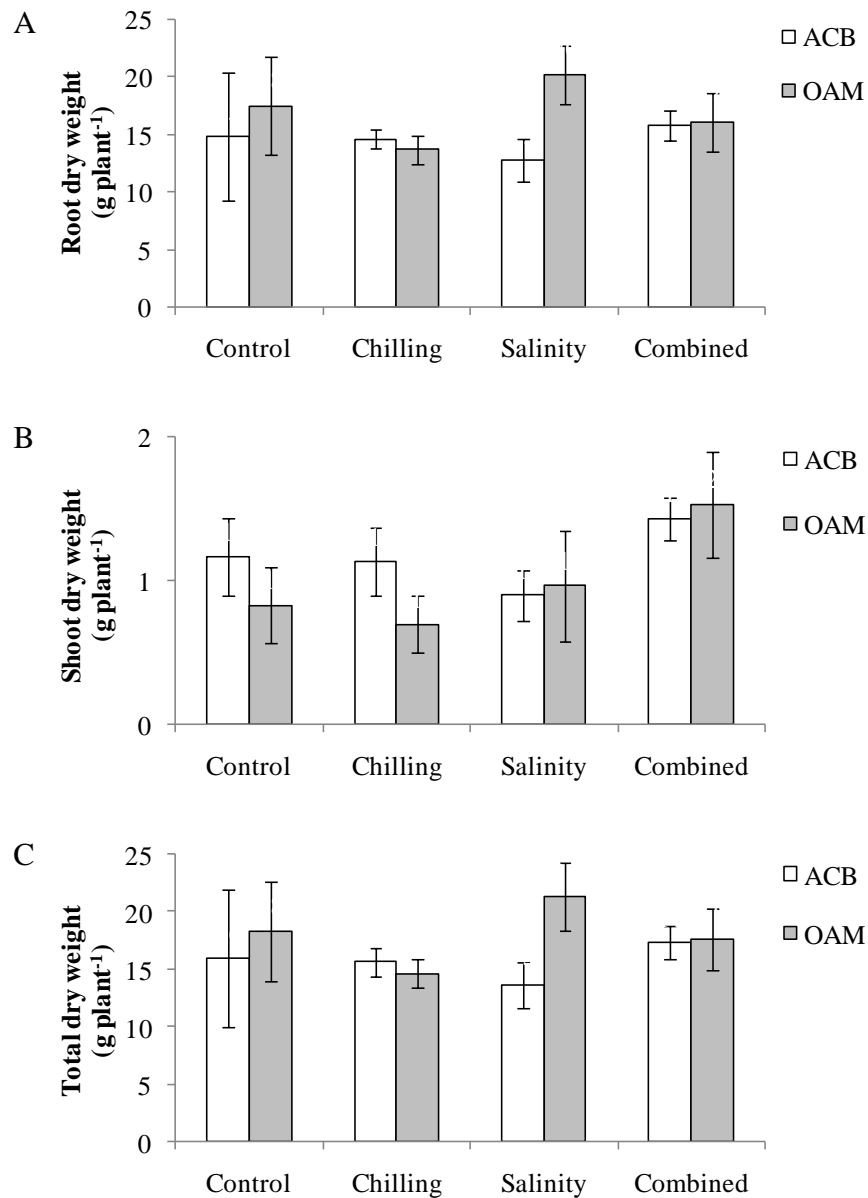 A
Root dry weight
(g plant⁻¹)
25
20
15
10
5
0
Control Chilling Salinity Combined
ACB
OAM
B
Shoot dry weight
(g plant⁻¹)
2
1
0
Control Chilling Salinity Combined
ACB
OAM
C
Total dry weight
(g plant⁻¹)
25
20
15
10
5
0
Control Chilling Salinity Combined
ACB
OAM